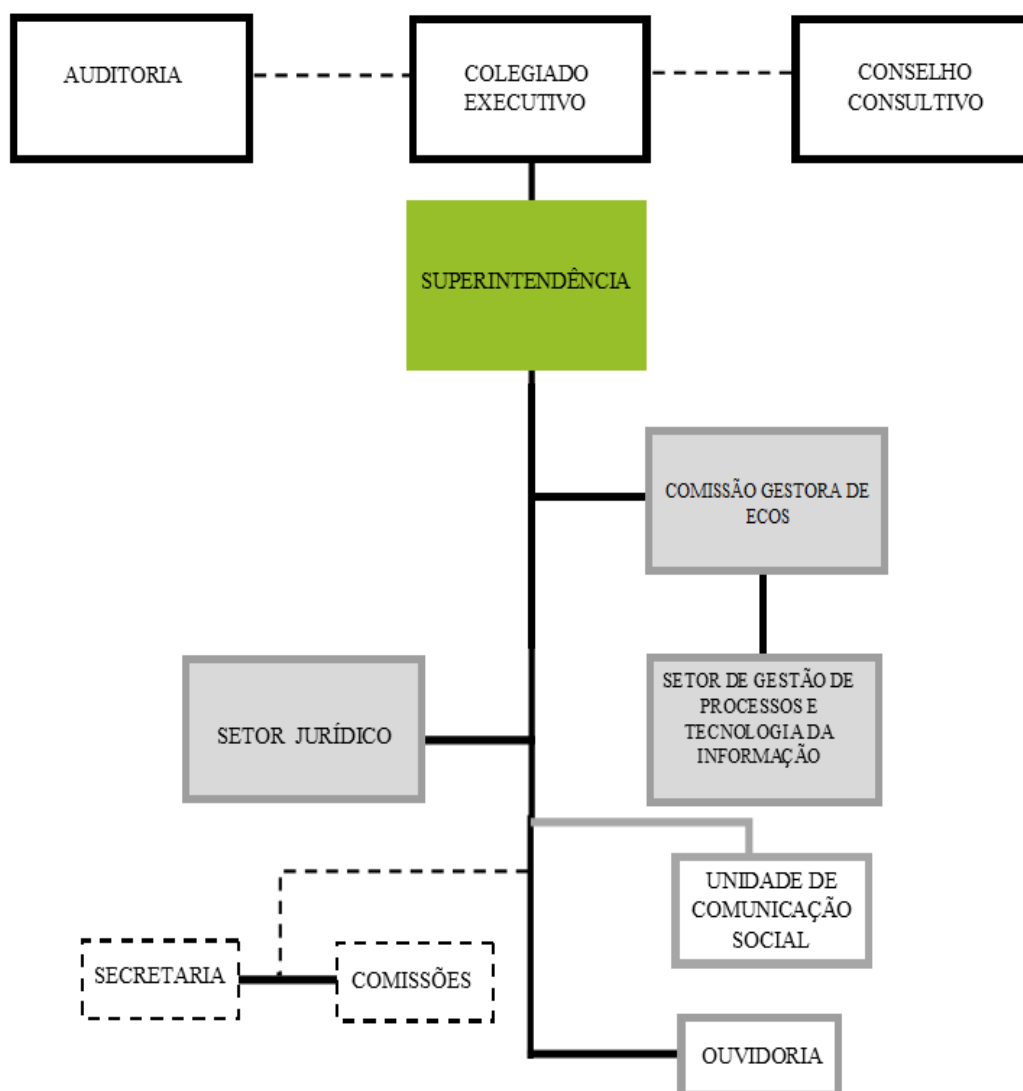 AUDITORIA
COLEGIADO
EXECUTIVO
CONSELHO
CONSULTIVO
SUPERINTENDÊNCIA
COMISSÃO GESTORA DE
ECOS
SETOR DE GESTÃO DE
PROCESSOS E
TECNOLOGIA DA
INFORMAÇÃO
SETOR JURÍDICO
UNIDADE DE
COMUNICAÇÃO
SOCIAL
SECRETARIA
COMISSÕES
OUVIDORIA